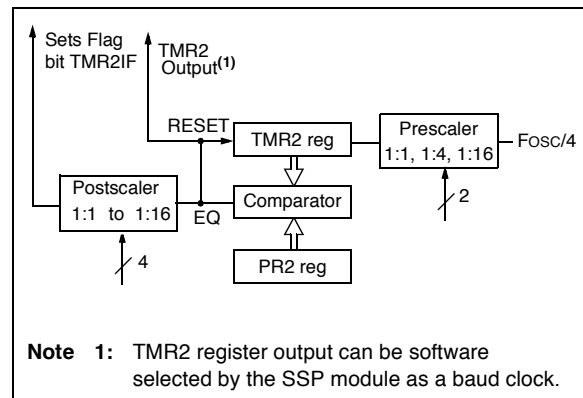 Sets Flag
bit TMR2IF
TMR2
Output(1)
RESET
TMR2 reg
Prescaler
1:1, 1:4, 1:16
FOSC/4
2
Postscaler
1:1 to 1:16
EQ
Comparator
4
PR2 reg
Note 1: TMR2 register output can be software
selected by the SSP module as a baud clock.